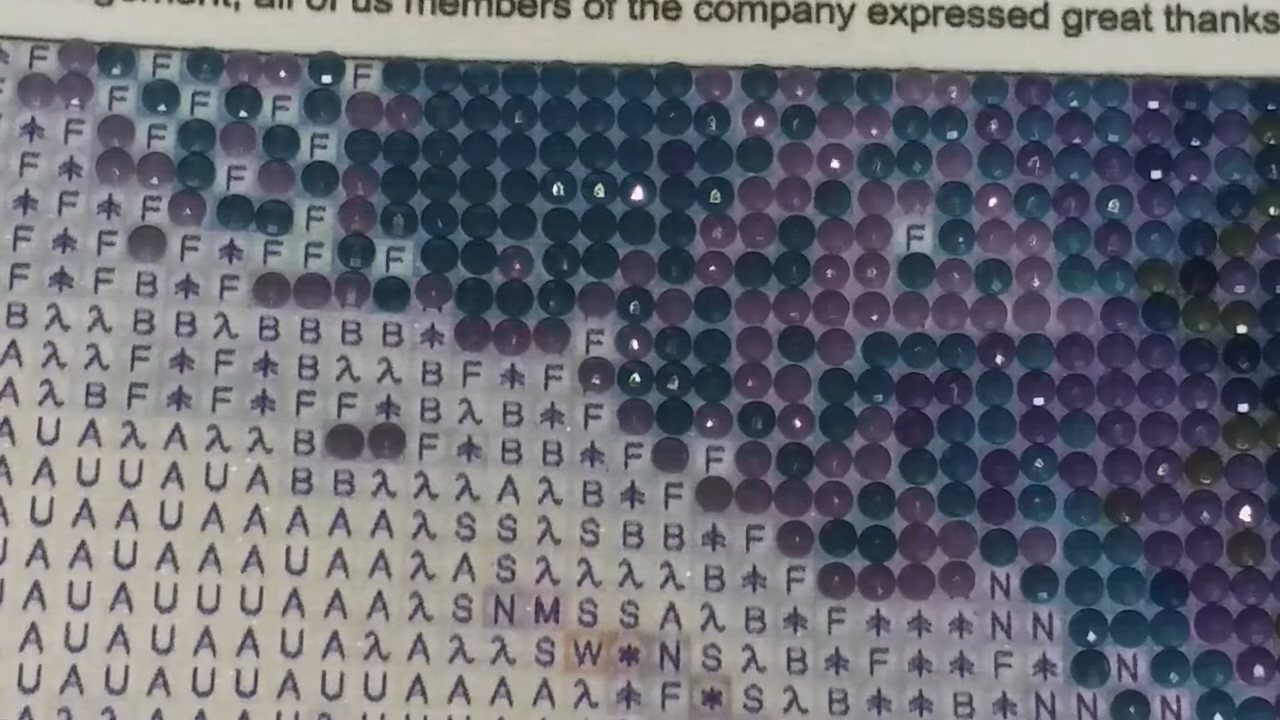 all of us members of the company expressed great thanks
F F F
F F F
* F F F
F * F
* F * F F
F * F F * F F F
F * F B * F
B λ λ B B λ B B B B * F
A λ λ F * F * B λ λ B F * F
A λ B F * F * F F * B λ B * F
A U A λ A λ λ B F * B B * F F
A A U U A U A B B λ λ λ A λ B * F
U A A U A A A A A λ S S λ S B B * F
A A U A A A U A A λ A S λ λ λ λ B * F N
A U A U U U A A A λ S N M S S A λ B * F * * * N N
A U A U A A U A λ A λ λ S W * N S λ B * F * * F * N
U A U A U U A U U A A A A λ * F * S λ B * * B * N N N